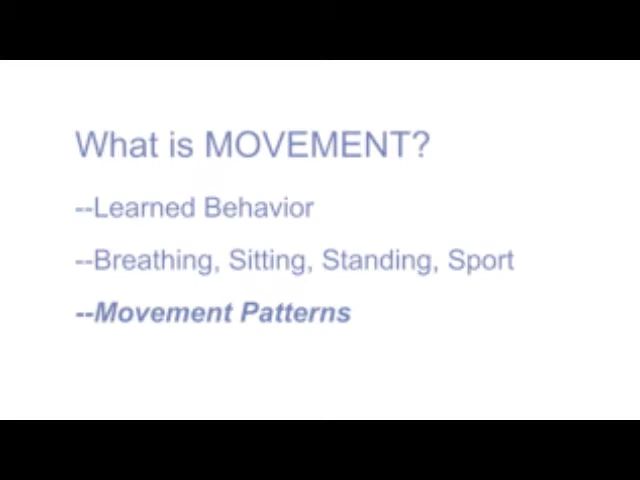 What is MOVEMENT?
--Learned Behavior
--Breathing, Sitting, Standing, Sport
--Movement Patterns